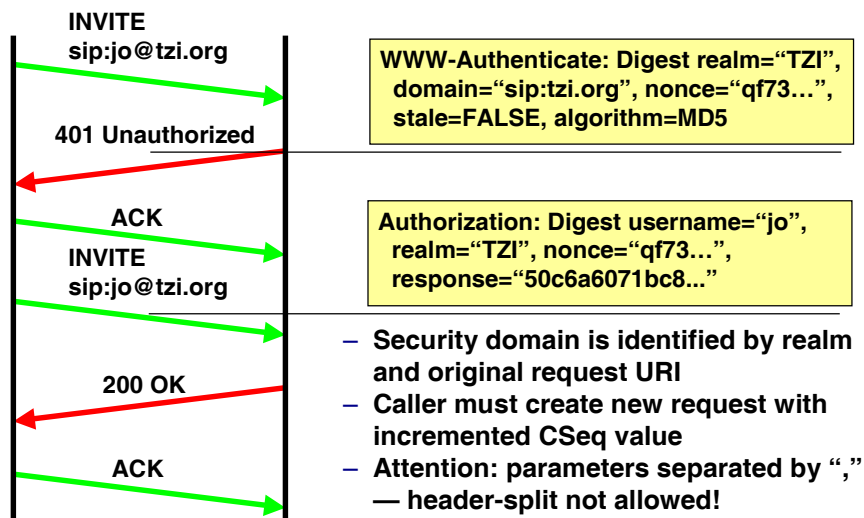 INVITE
sip:jo@tzi.org
401 Unauthorized
ACK
INVITE
sip:jo@tzi.org
200 OK
ACK
WWW-Authenticate: Digest realm=“TZI”,
domain=“sip:tzi.org”, nonce=“qf73…”,
stale=FALSE, algorithm=MD5
Authorization: Digest username=“jo”,
realm=“TZI”, nonce=“qf73…”,
response=“50c6a6071bc8...”
– Security domain is identified by realm
and original request URI
– Caller must create new request with
incremented CSeq value
– Attention: parameters separated by “,”
— header-split not allowed!